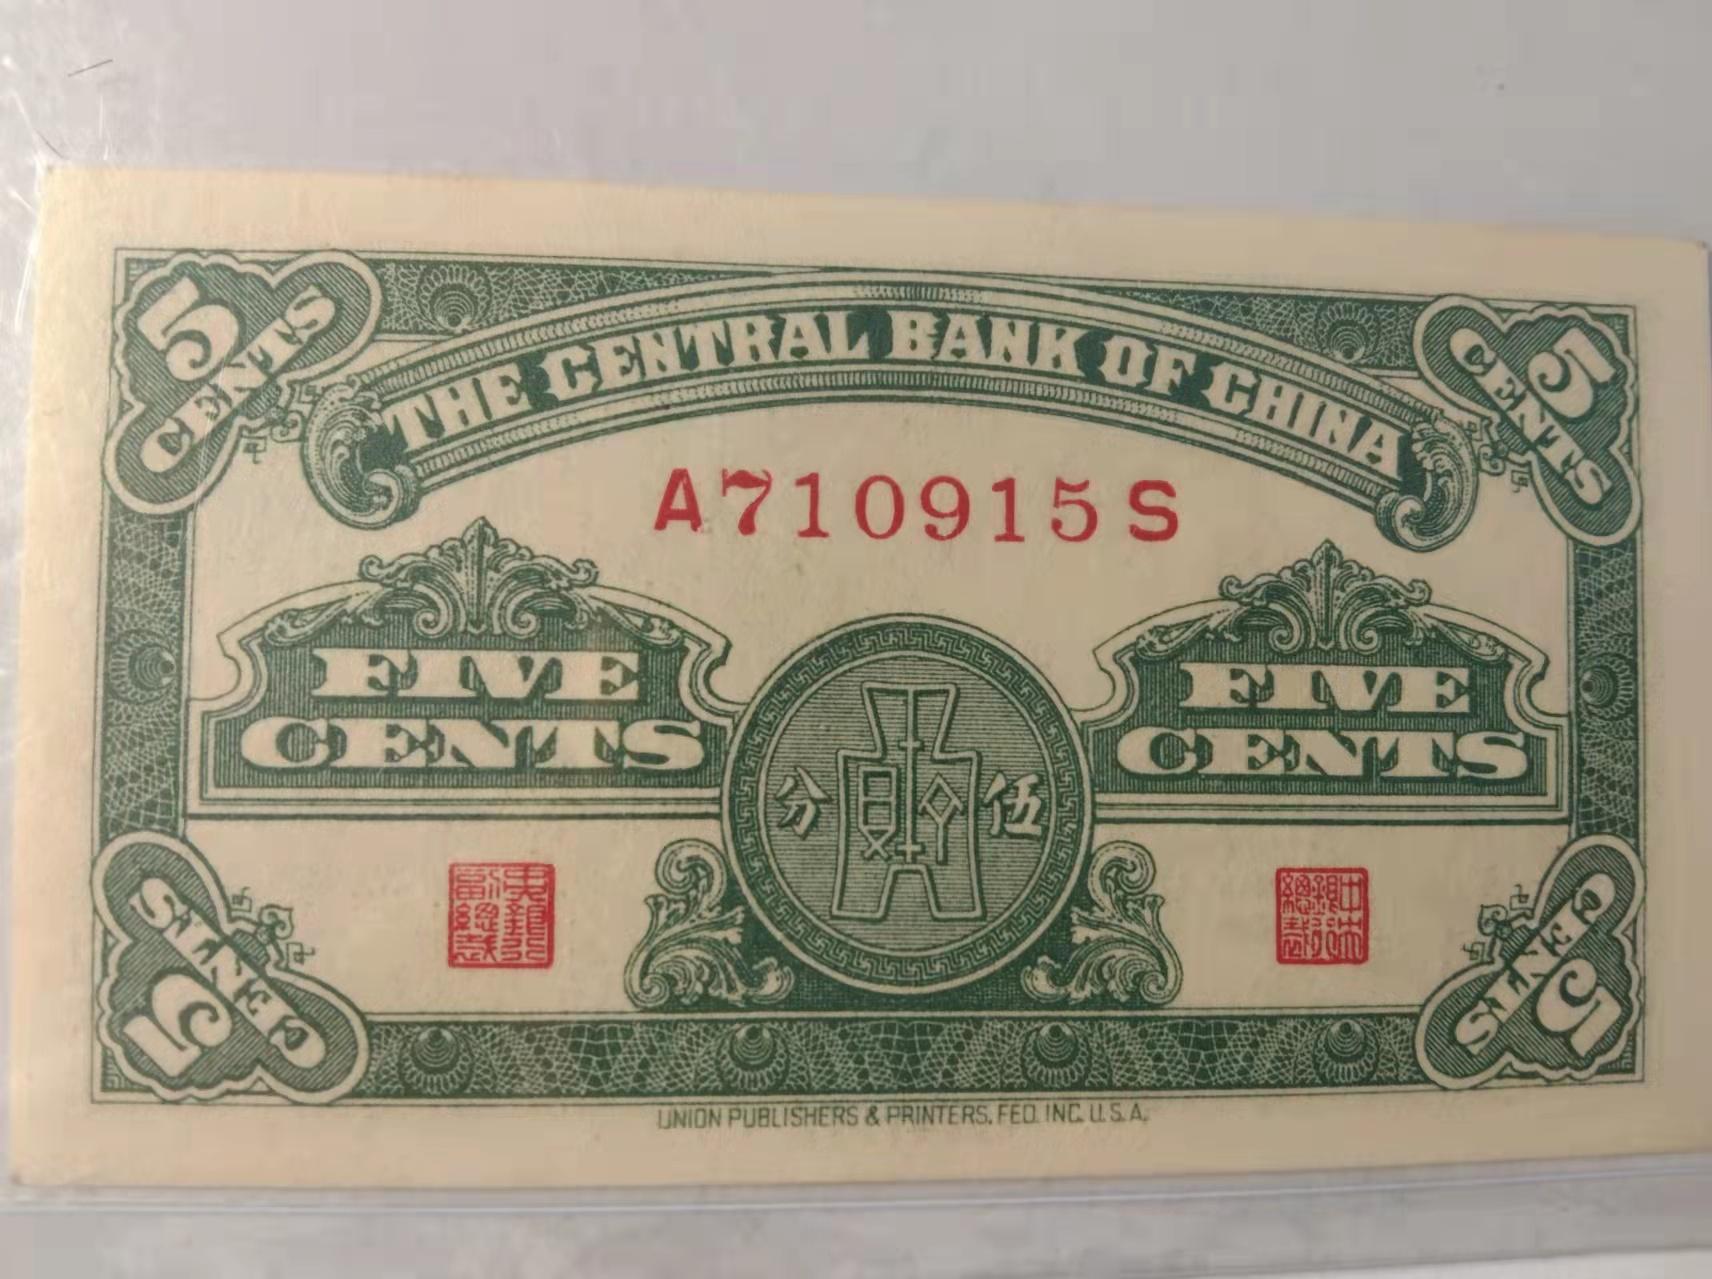 5 CENTS
5 CENTS
THE CENTRAL BANK OF CHINA
A710915S
FIVE CENTS
FIVE CENTS
分 伍
5 CENTS
5 CENTS
UNION PUBLISHERS & PRINTERS. FED. INC. U.S.A.